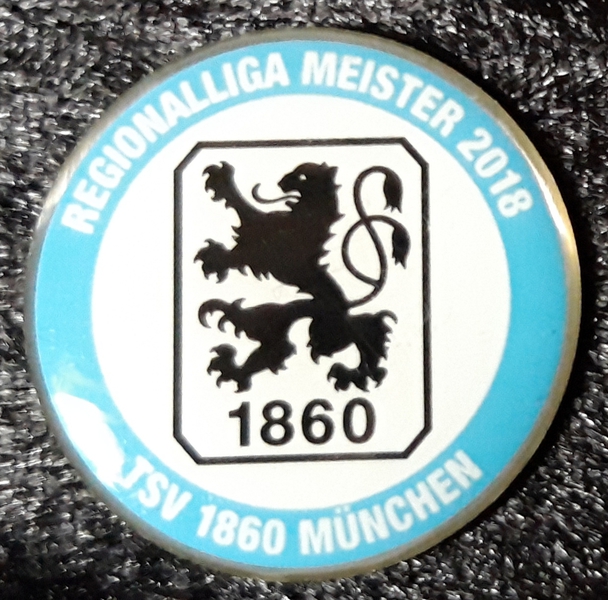 REGIONALLIGA MEISTER 2018
1860
TSV 1860 MÜNCHEN